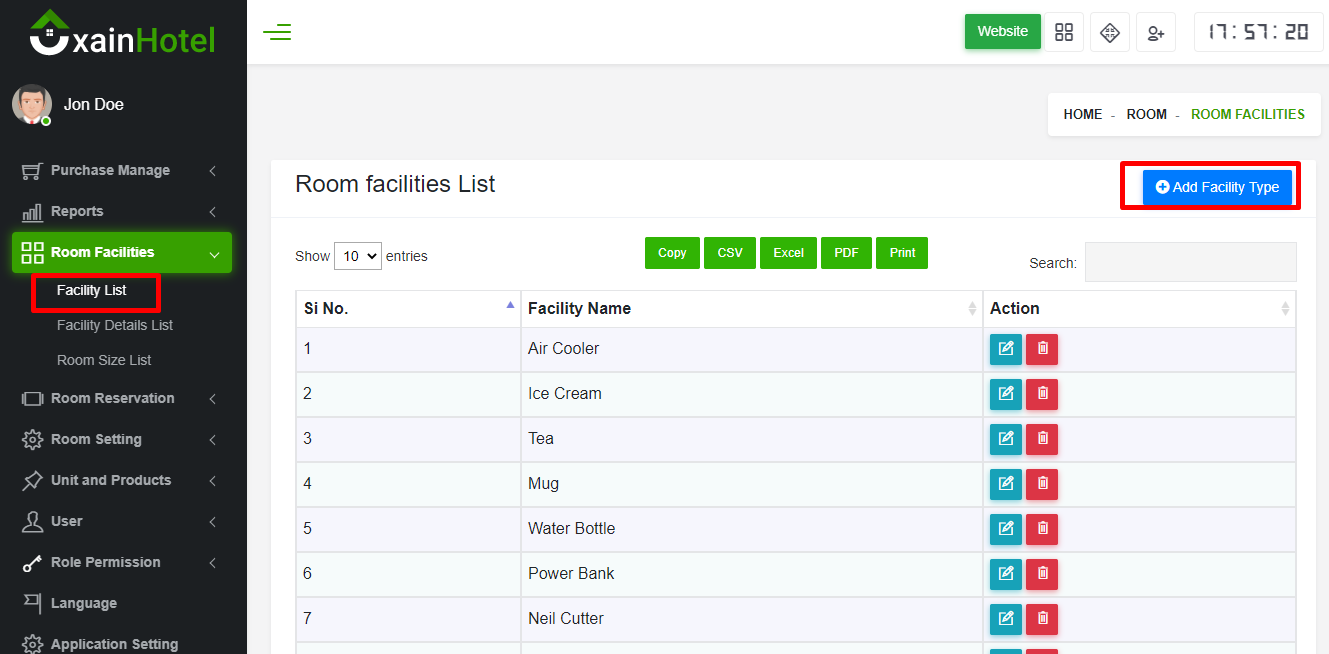 xainHotel
Website
17:57:20
Jon Doe
HOME - ROOM - ROOM FACILITIES
Purchase Manage
Reports
Room Facilities
Facility List
Facility Details List
Room Size List
Room Reservation
Room Setting
Unit and Products
User
Role Permission
Language
Application Setting
Room facilities List
Add Facility Type
Show 10 entries
Copy CSV Excel PDF Print
Search:
Si No. Facility Name Action
1 Air Cooler
2 Ice Cream
3 Tea
4 Mug
5 Water Bottle
6 Power Bank
7 Neil Cutter